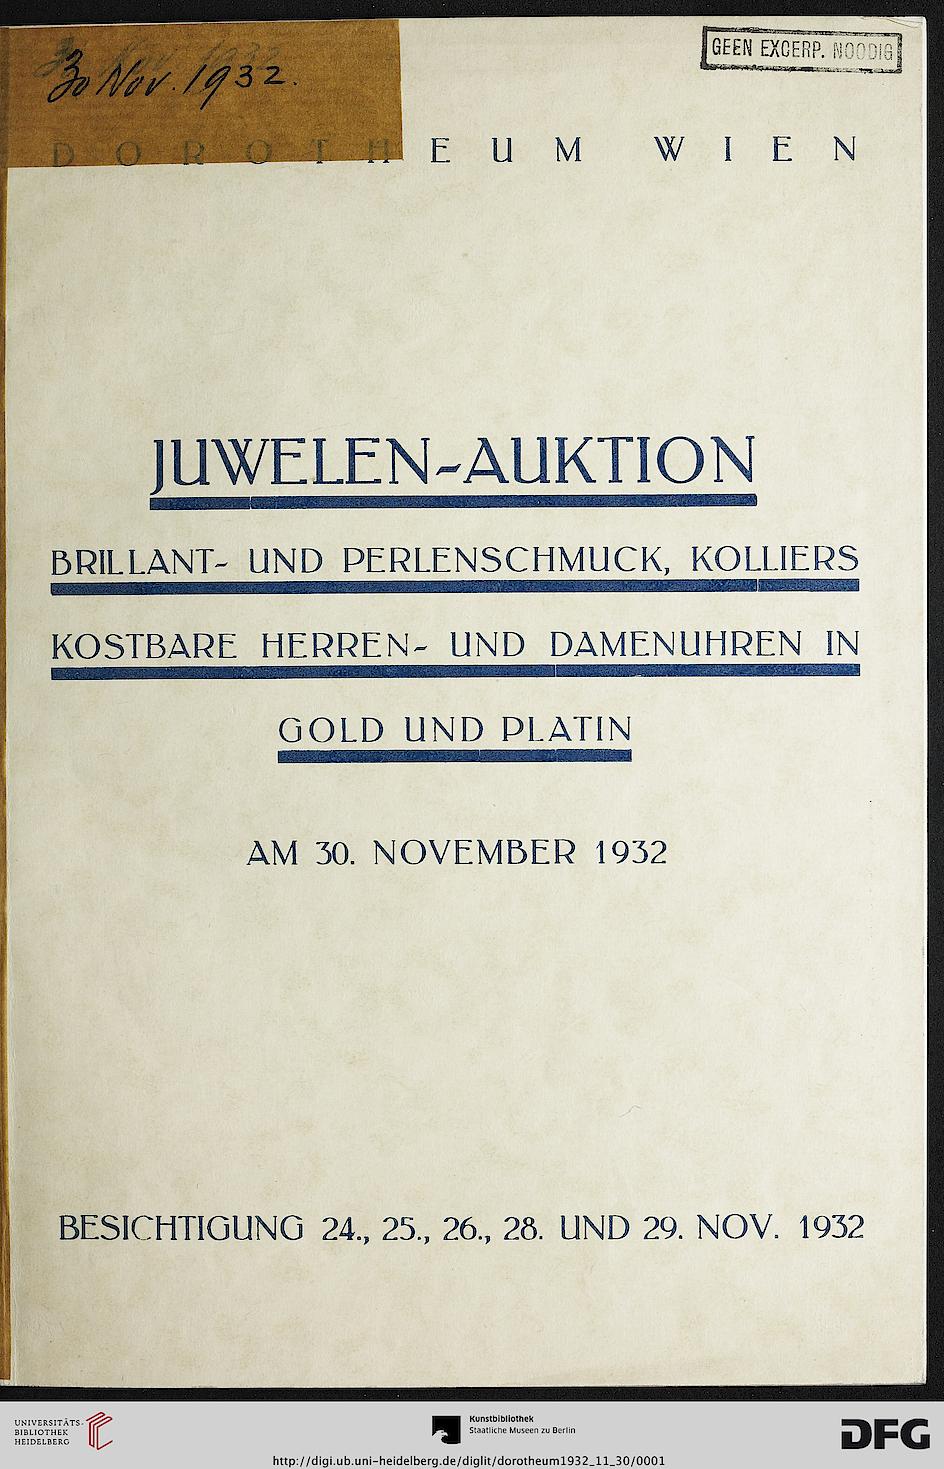 30 Nov. 1932.
GEEN EXCERP. NOODIG
DOROTHEUM WIEN
JUWELEN-AUKTION
BRILLANT- UND PERLENSCHMUCK, KOLLIERS
KOSTBARE HERREN- UND DAMENUHREN IN
GOLD UND PLATIN
AM 30. NOVEMBER 1932
BESICHTIGUNG 24., 25., 26., 28. UND 29. NOV. 1932
UNIVERSITÄTS-
BIBLIOTHEK
HEIDELBERG
Kunstbibliothek
Staatliche Museen zu Berlin
DFG
http://digi.ub.uni-heidelberg.de/diglit/dorotheum1932_11_30/0001